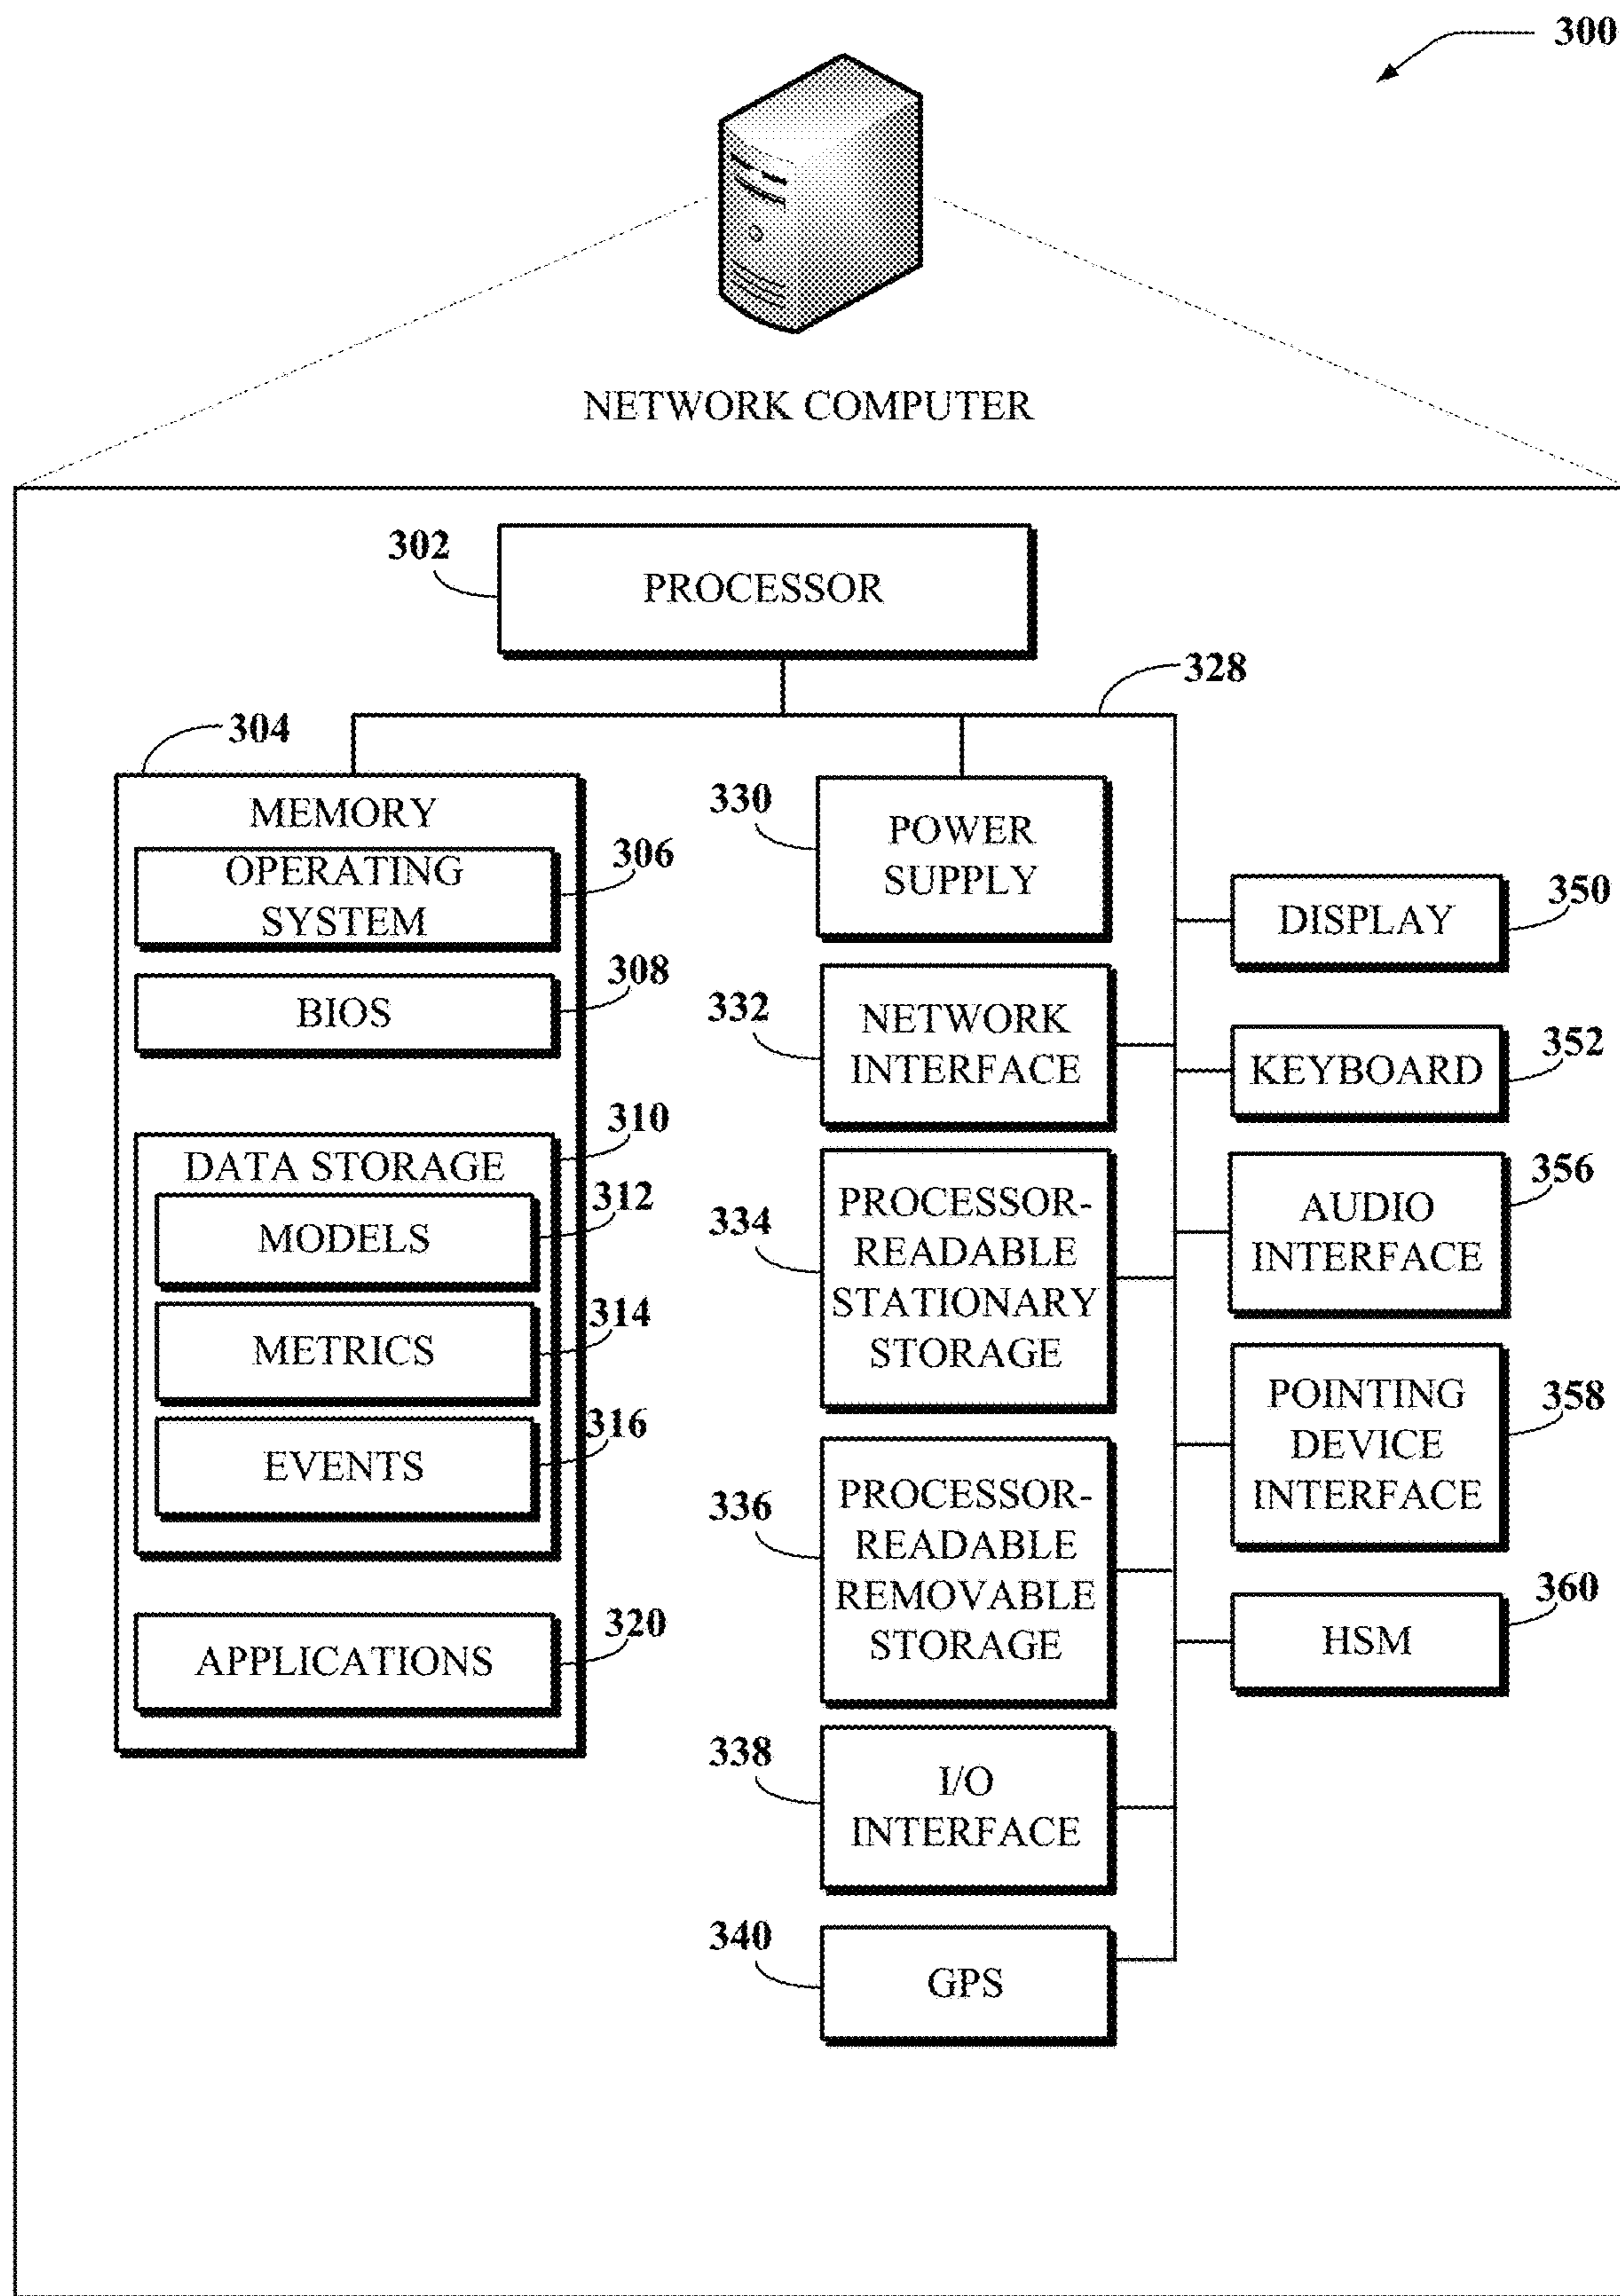 300
NETWORK COMPUTER
302
PROCESSOR
328
304
MEMORY
OPERATING
SYSTEM
306
BIOS
308
310
DATA STORAGE
312
MODELS
314
METRICS
316
EVENTS
320
APPLICATIONS
330
POWER
SUPPLY
332
NETWORK
INTERFACE
334
PROCESSOR-
READABLE
STATIONARY
STORAGE
336
PROCESSOR-
READABLE
REMOVABLE
STORAGE
338
I/O
INTERFACE
340
GPS
350
DISPLAY
352
KEYBOARD
356
AUDIO
INTERFACE
358
POINTING
DEVICE
INTERFACE
360
HSM